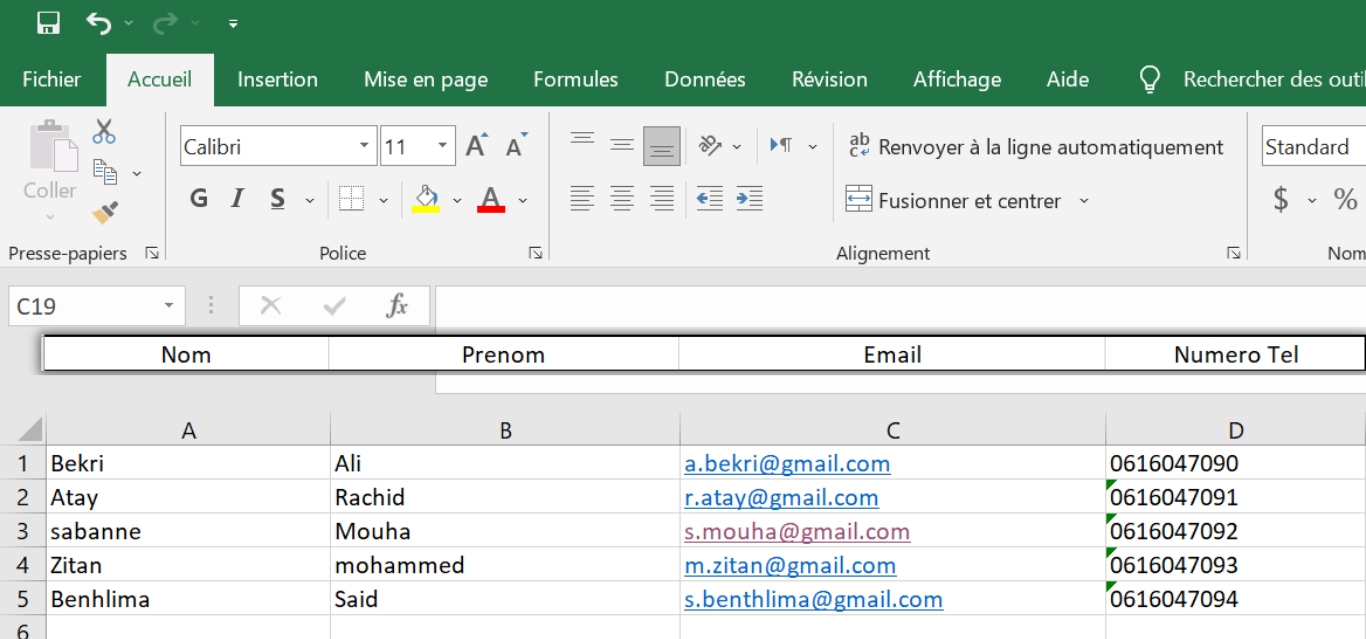 Fichier Accueil Insertion Mise en page Formules Données Révision Affichage Aide Rechercher des outil
Calibri 11 A A ab c Renvoyer à la ligne automatiquement Standard
Coller G I S A Fusionner et centrer $ %
Presse-papiers Police Alignement Nom
C19 fx
Nom Prenom Email Numero Tel
A B C D
1 Bekri Ali a.bekri@gmail.com 0616047090
2 Atay Rachid r.atay@gmail.com 0616047091
3 sabanne Mouha s.mouha@gmail.com 0616047092
4 Zitan mohammed m.zitan@gmail.com 0616047093
5 Benhlima Said s.benthlima@gmail.com 0616047094
6